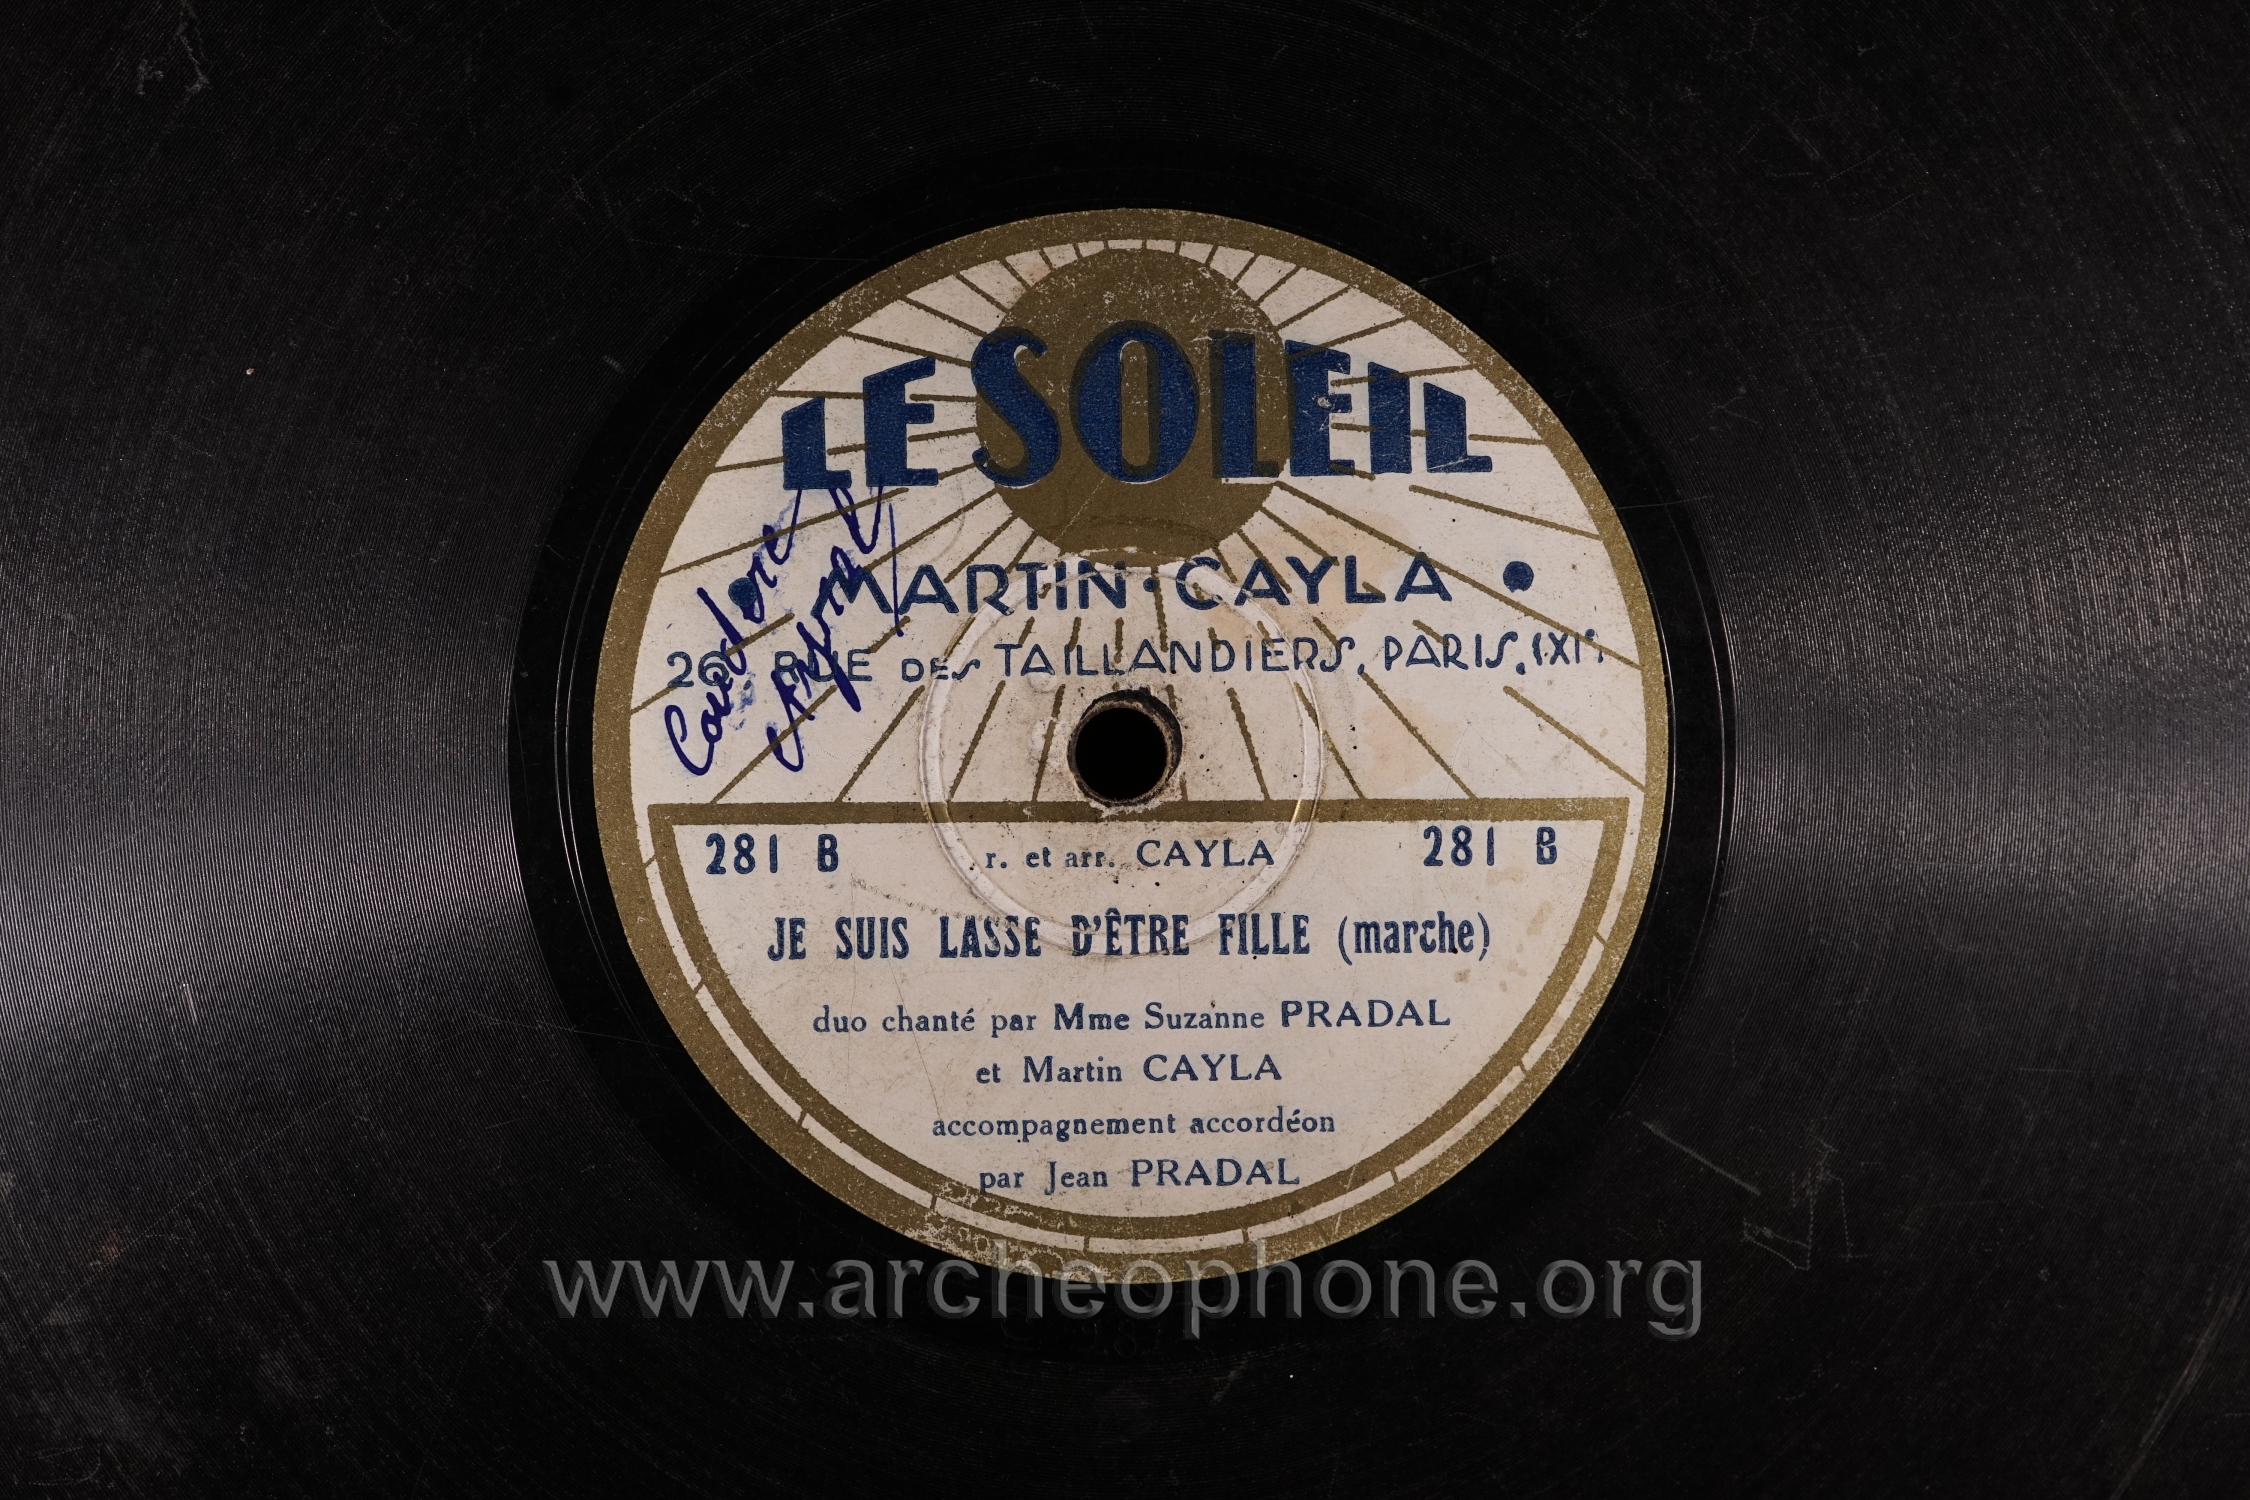 LE SOLEIL
• MARTIN · CAYLA •
26, RUE DES TAILLANDIERS, PARIS. (XIe)
281 B r. et arr. CAYLA 281 B
JE SUIS LASSE D'ÊTRE FILLE (marche)
duo chanté par Mme Suzanne PRADAL
et Martin CAYLA
accompagnement accordéon
par Jean PRADAL
www.archeophone.org